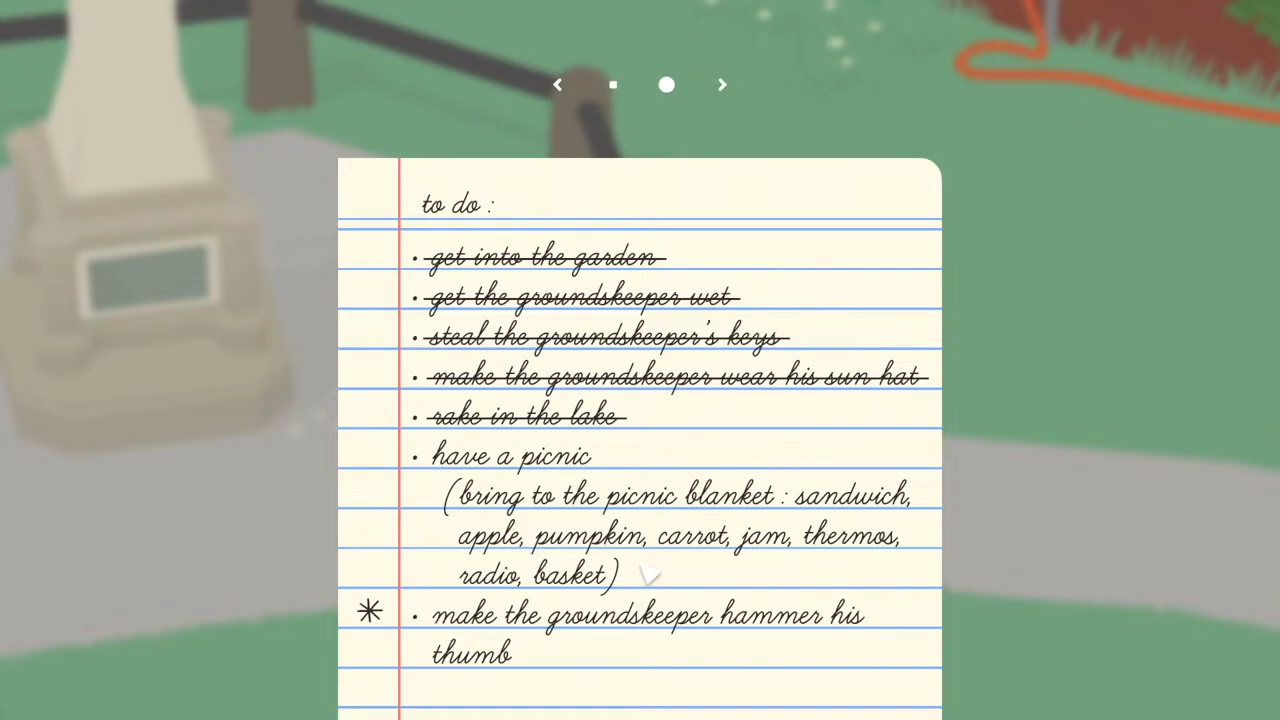 to do :
• get into the garden
• get the groundskeeper wet
• steal the groundskeeper's keys
• make the groundskeeper wear his sun hat
• rake in the lake
• have a picnic
(bring to the picnic blanket : sandwich,
apple, pumpkin, carrot, jam, thermos,
radio, basket)
* • make the groundskeeper hammer his
thumb